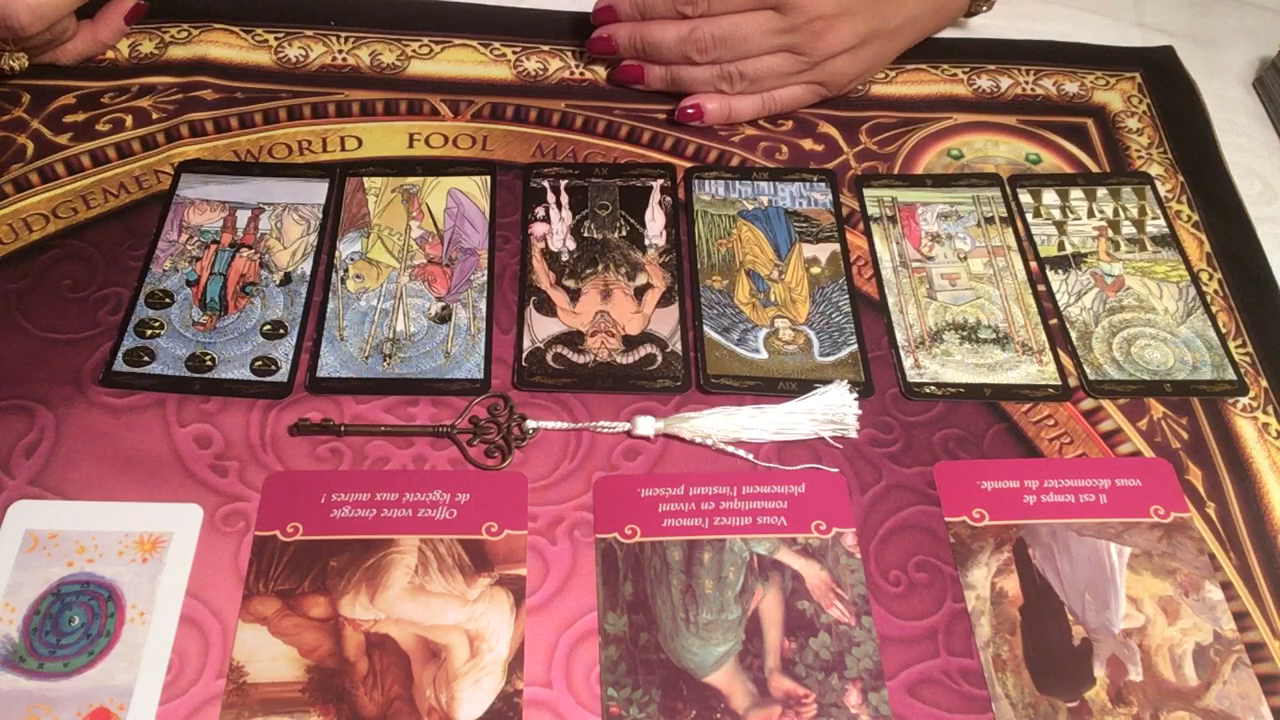 JUDGEMENT WORLD FOOL MAGIC
XV
XIV
XIV
Offrez votre énergie
de légèreté aux autres !
Vous attirez l'amour
romantique en vivant
pleinement l'instant présent.
Il est temps de
vous déconnecter du monde.